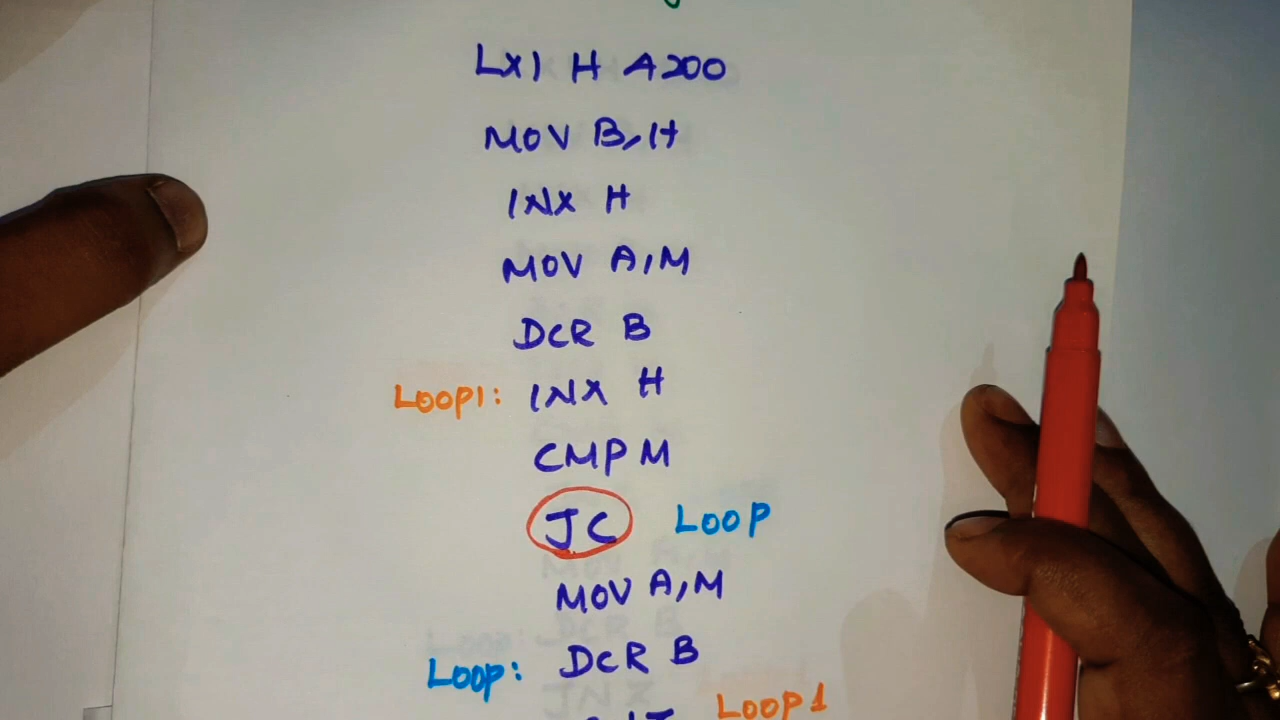 LXI H A200
MOV B,H
INX H
MOV A,M
DCR B
LOOP1: INX H
CMP M
JC LOOP
MOV A,M
LOOP: DCR B
LOOP1